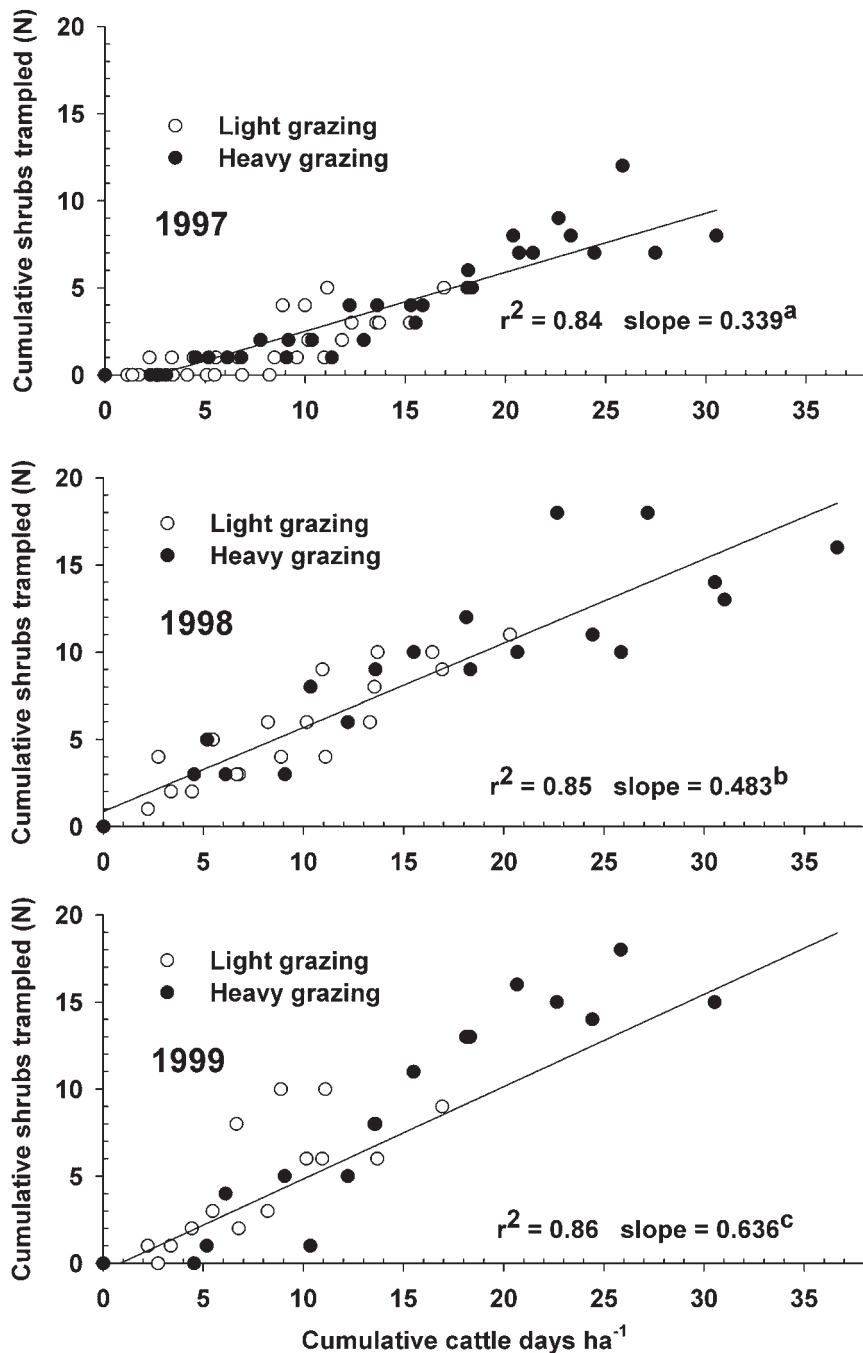 Cumulative shrubs trampled (N)
20
15
10
5
0
Light grazing
Heavy grazing
1997
r² = 0.84 slope = 0.339ᵃ
0 5 10 15 20 25 30 35
Cumulative shrubs trampled (N)
20
15
10
5
0
Light grazing
Heavy grazing
1998
r² = 0.85 slope = 0.483ᵇ
0 5 10 15 20 25 30 35
Cumulative shrubs trampled (N)
20
15
10
5
0
Light grazing
Heavy grazing
1999
r² = 0.86 slope = 0.636ᶜ
0 5 10 15 20 25 30 35
Cumulative cattle days ha⁻¹